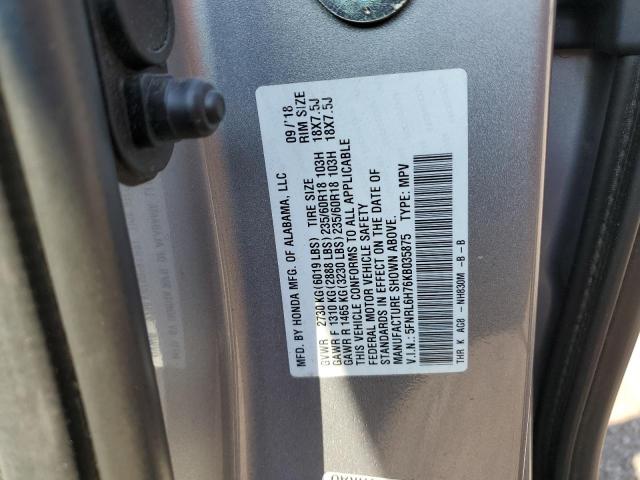 MFD. BY HONDA MFG. OF ALABAMA, LLC 09/'18
TIRE SIZE RIM SIZE
GVWR 2730 KG(6019 LBS)
GAWR F 1310 KG(2888 LBS) 235/60R18 103H 18X7.5J
GAWR R 1465 KG(3230 LBS) 235/60R18 103H 18X7.5J
THIS VEHICLE CONFORMS TO ALL APPLICABLE
FEDERAL MOTOR VEHICLE SAFETY
STANDARDS IN EFFECT ON THE DATE OF
MANUFACTURE SHOWN ABOVE.
V.I.N.: 5FNRL6H76KB035875 TYPE: MPV
THR K AG8 -NH830M -B -B